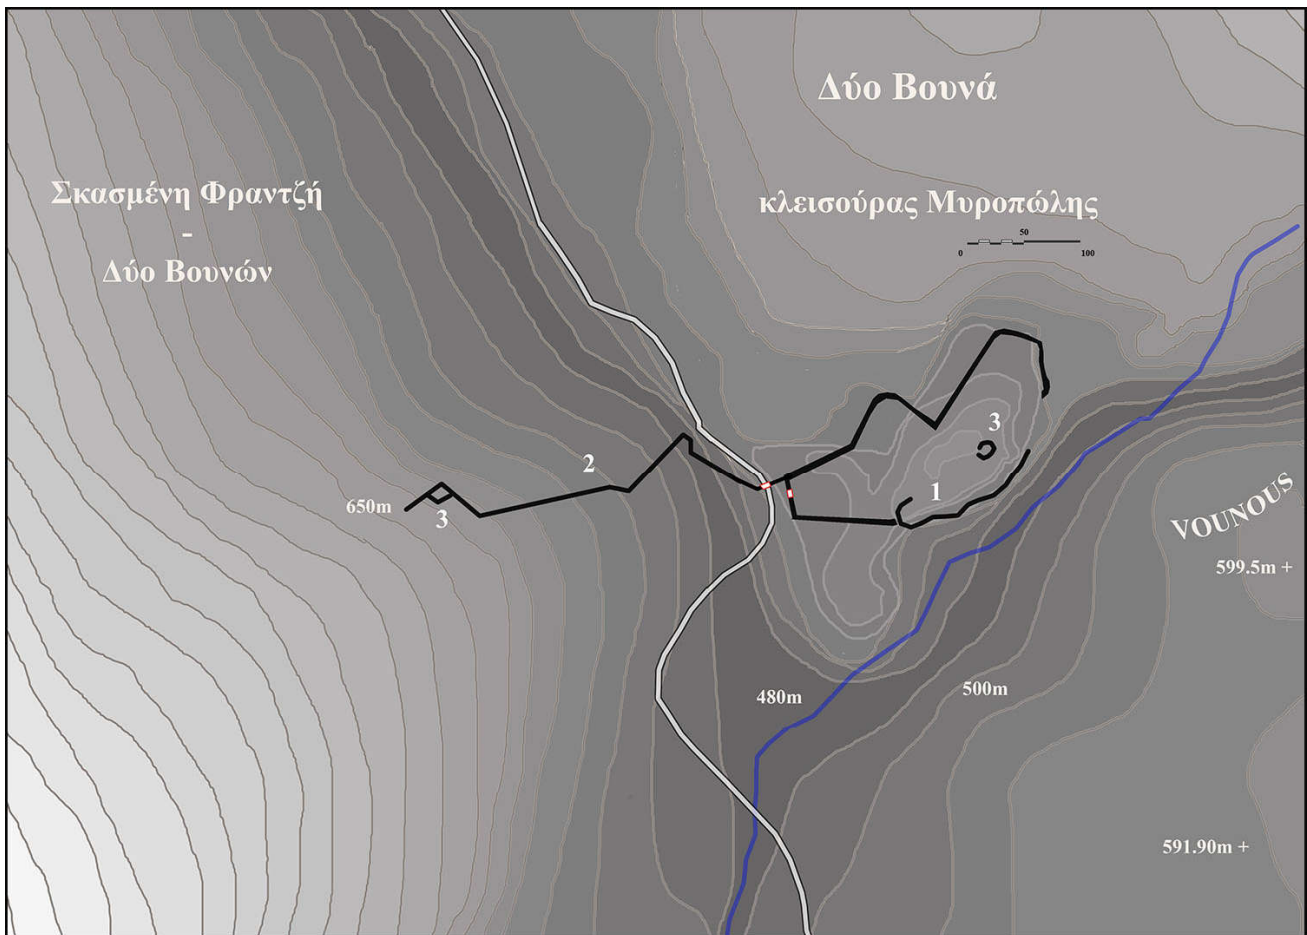 Δύο Βουνά
Σκασμένη Φραντζή
-
Δύο Βουνών
κλεισούρας Μυροπώλης
50
0
100
3
2
1
650m
3
VOUNOUS
599.5m +
500m
480m
591.90m +